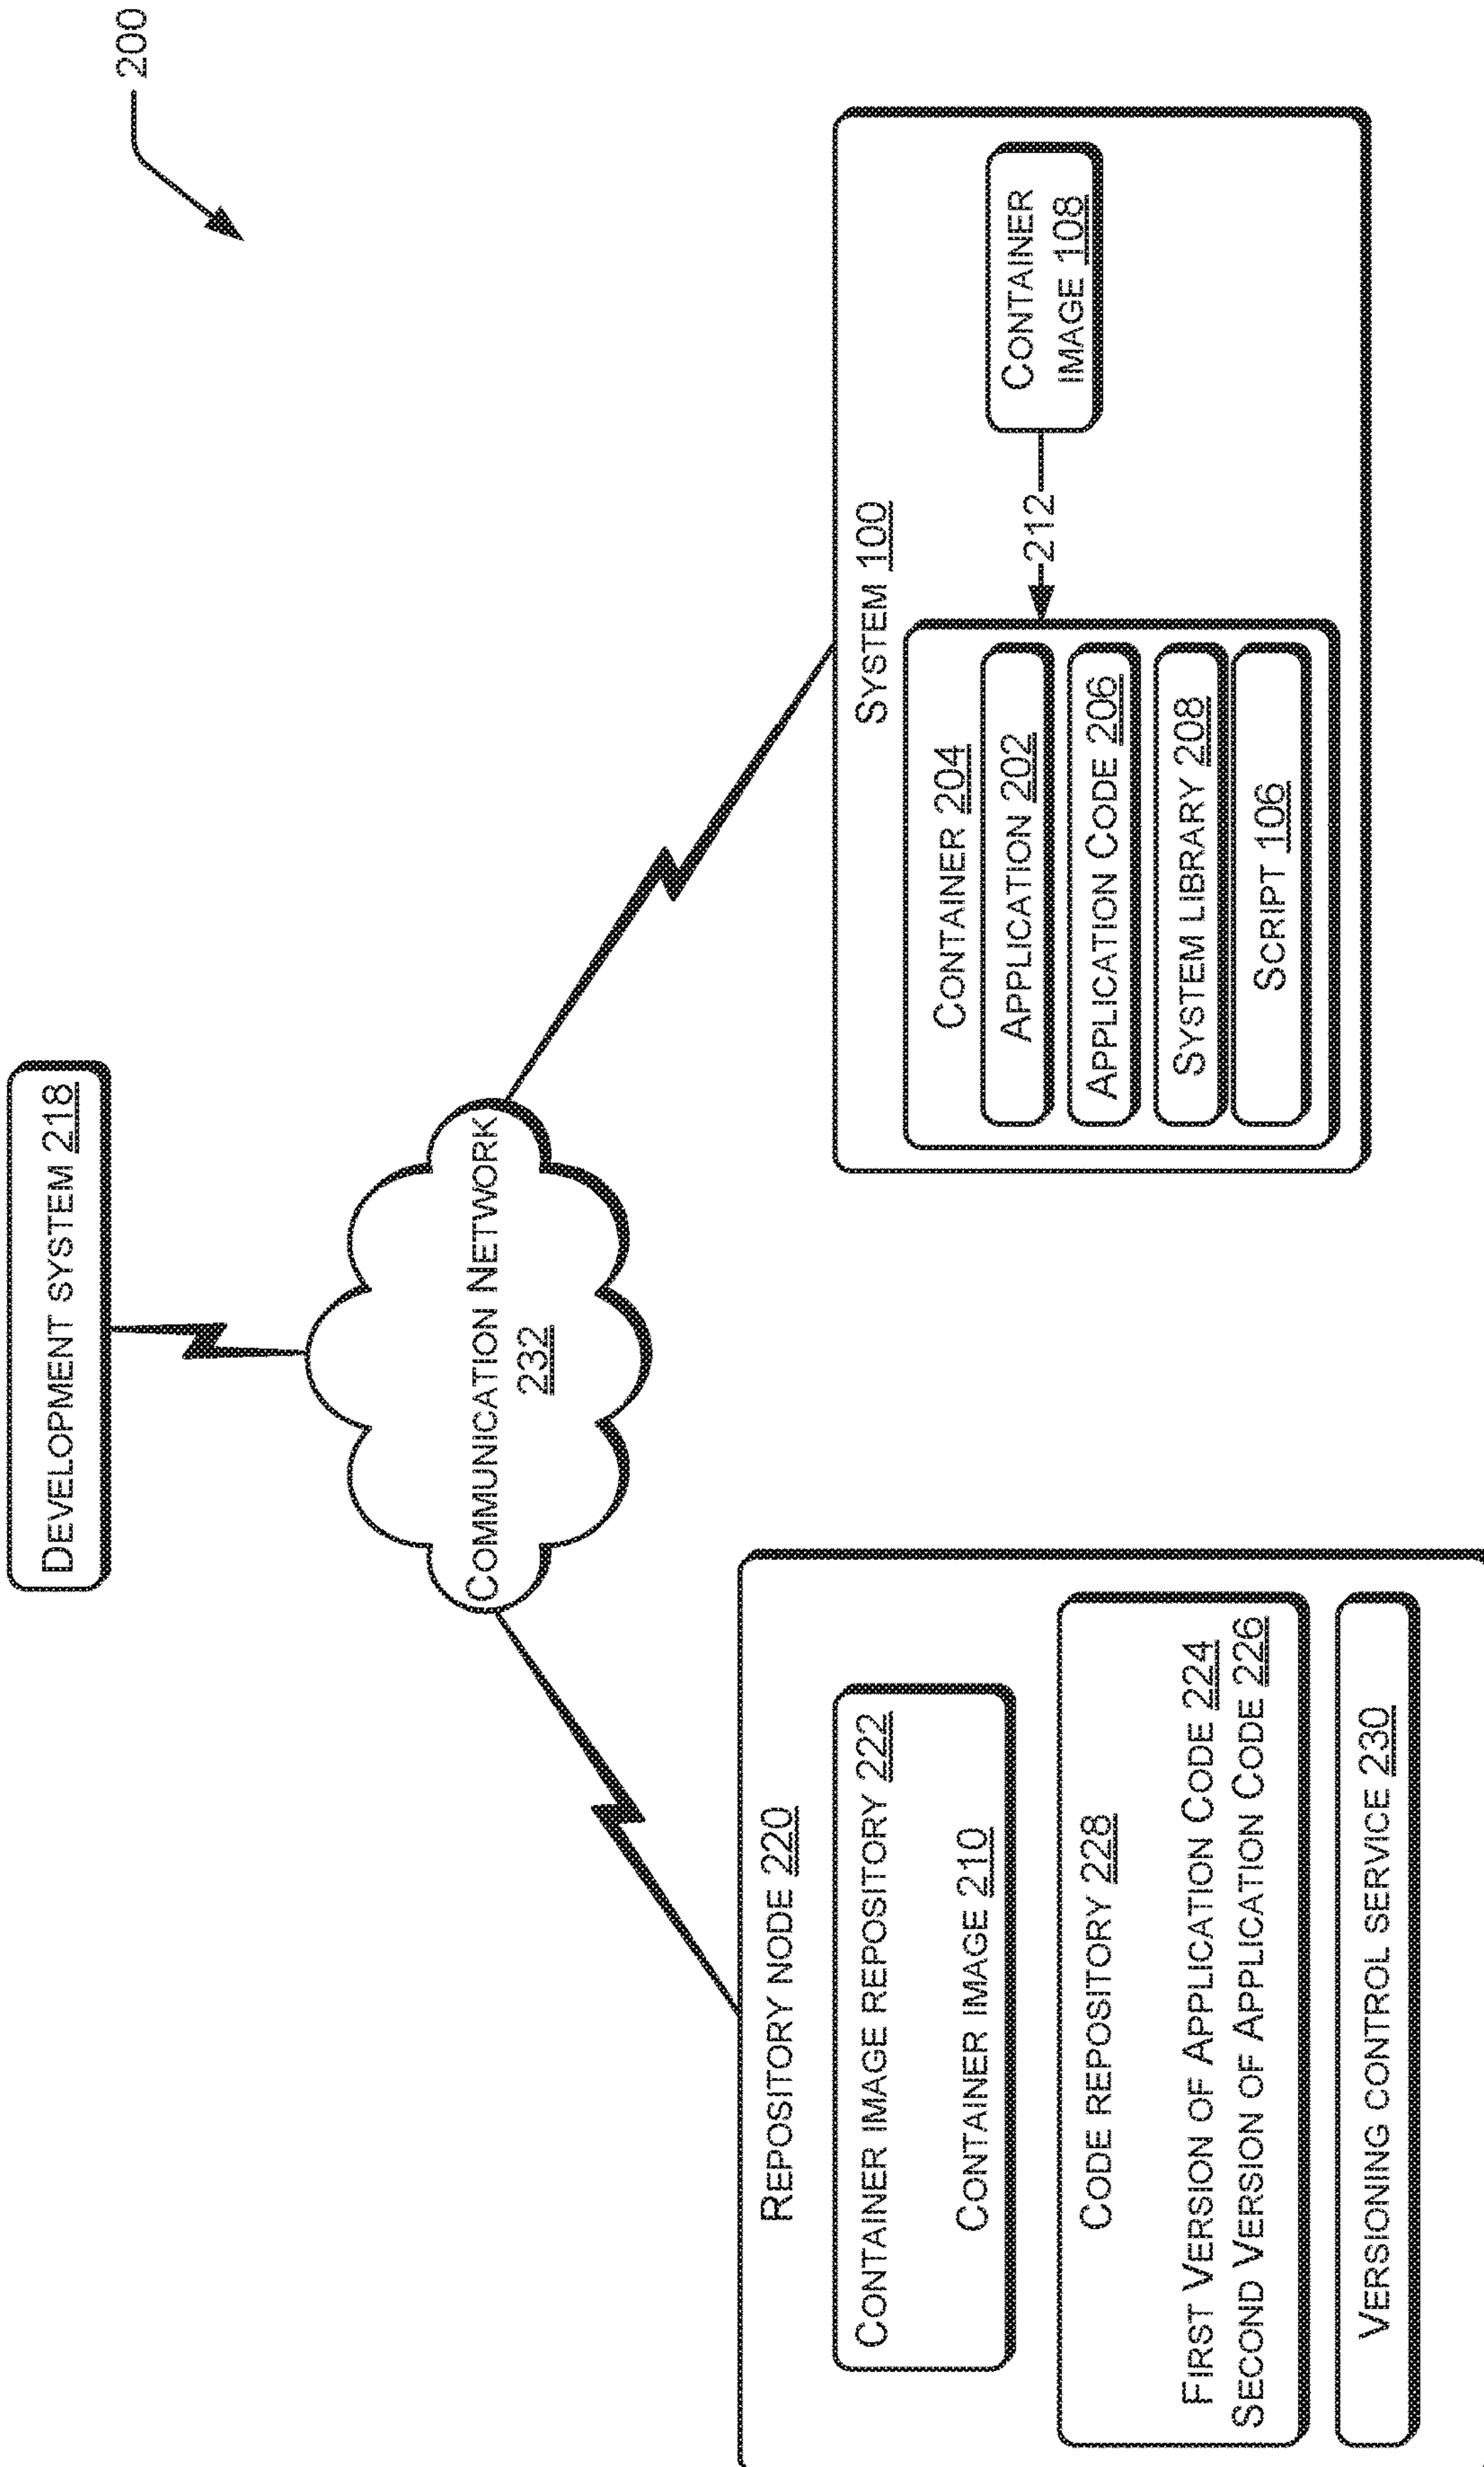 200
DEVELOPMENT SYSTEM 218
COMMUNICATION NETWORK
232
REPOSITORY NODE 220
CONTAINER IMAGE REPOSITORY 222
CONTAINER IMAGE 210
CODE REPOSITORY 228
FIRST VERSION OF APPLICATION CODE 224
SECOND VERSION OF APPLICATION CODE 226
VERSIONING CONTROL SERVICE 230
SYSTEM 100
CONTAINER 204
APPLICATION 202
APPLICATION CODE 206
SYSTEM LIBRARY 208
SCRIPT 106
212
CONTAINER
IMAGE 108